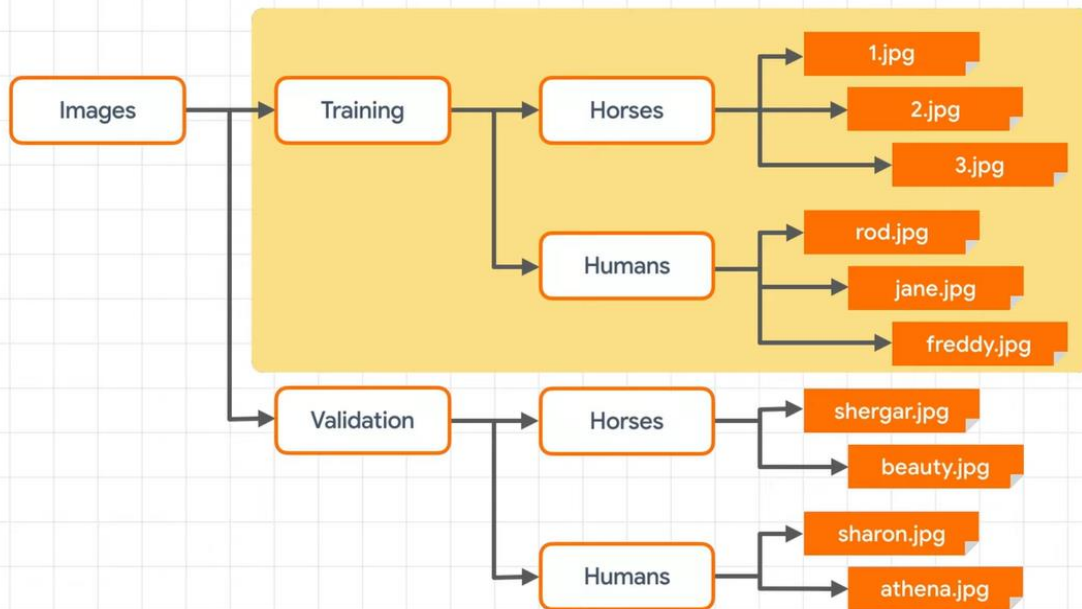 Images
Training
Horses
1.jpg
2.jpg
3.jpg
Humans
rod.jpg
jane.jpg
freddy.jpg
Validation
Horses
shergar.jpg
beauty.jpg
Humans
sharon.jpg
athena.jpg